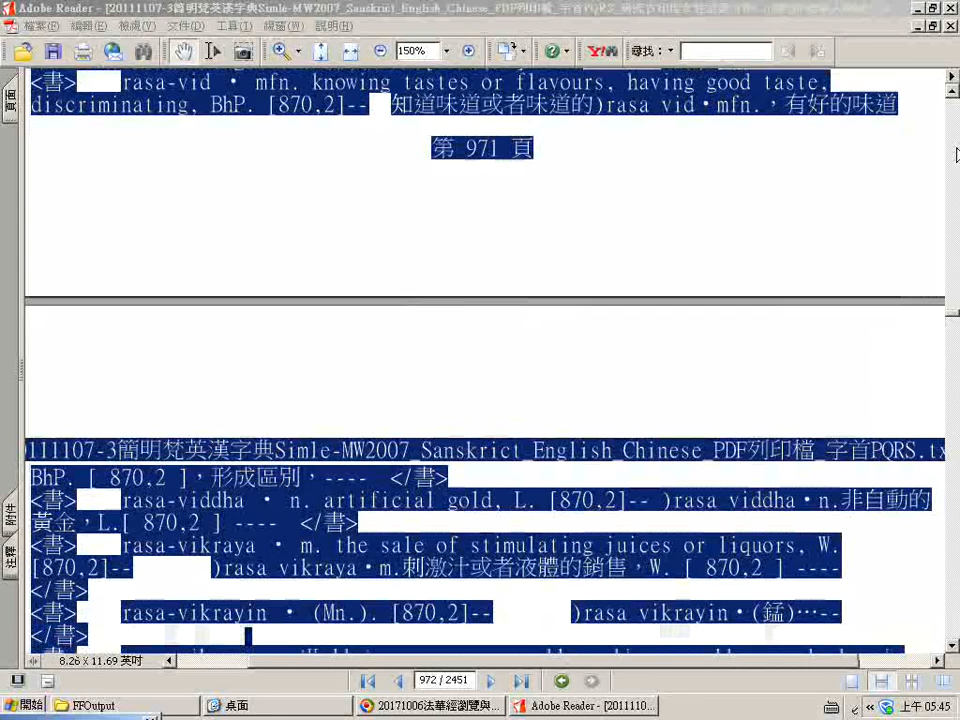 Adobe Reader - [20111107-3簡明梵英漢字典Simle-MW2007_Sanskrict_English_Chinese_PDF列印檔_字首PQRS
檔案(F) 編輯(E) 檢視(V) 文件(D) 工具(T) 視窗(W) 說明(H)
150% 尋找：
頁面
<書> rasa-vid • mfn. knowing tastes or flavours, having good taste,
discriminating, BhP. [870,2]-- 知道味道或者味道的)rasa vid•mfn.，有好的味道
第 971 頁
111107-3簡明梵英漢字典Simle-MW2007_Sanskrict_English_Chinese_PDF列印檔_字首PQRS.tx
BhP. [ 870,2 ]，形成區別，---- </書>
<書> rasa-viddha • n. artificial gold, L. [870,2]-- )rasa viddha•n.非自動的
黃金，L.[ 870,2 ] ---- </書>
<書> rasa-vikraya • m. the sale of stimulating juices or liquors, W.
[870,2]-- )rasa vikraya•m.刺激汁或者液體的銷售，W. [ 870,2 ] ----
</書>
<書> rasa-vikrayin • (Mn.). [870,2]-- )rasa vikrayin•(錳)…--
</書>
附件
注釋
8.26 x 11.69 英吋
972 / 2451
開始 FFOutput 桌面 20171006法華經瀏覽與... Adobe Reader - [2011110... 上午 05:45